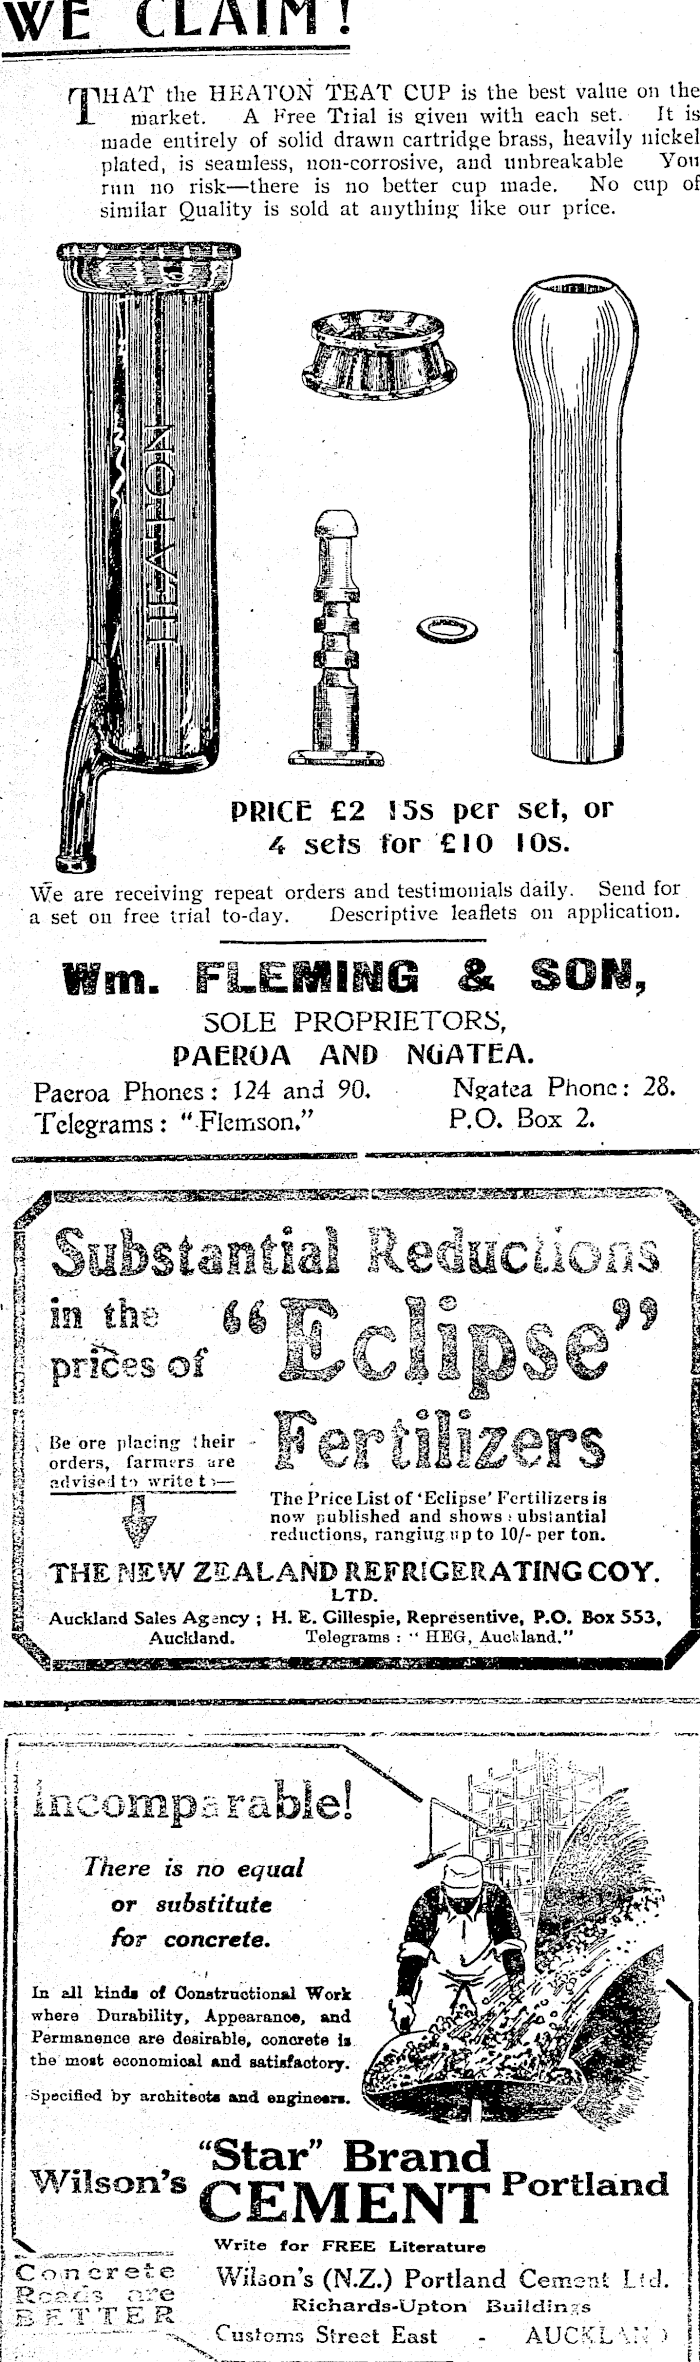 WE CLAIM!
THAT the HEATON TEAT CUP is the best value on the
market. A Free Trial is given with each set. It is
made entirely of solid drawn cartridge brass, heavily nickel
plated, is seamless, non-corrosive, and unbreakable You
run no risk—there is no better cup made. No cup of
similar Quality is sold at anything like our price.
HEATON
PRICE £2 15s per set, or
4 sets for £10 10s.
We are receiving repeat orders and testimonials daily. Send for
a set on free trial to-day. Descriptive leaflets on application.
Wm. FLEMING & SON,
SOLE PROPRIETORS,
PAEROA AND NGATEA.
Paeroa Phones: 124 and 90. Ngatea Phone: 28.
Telegrams: "Flemson." P.O. Box 2.
Substantial Reductions
in the "Eclipse"
prices of
Fertilizers
Be ore placing their
orders, farmers are
advised to write to—
The Price List of 'Eclipse' Fertilizers is
now published and shows substantial
reductions, ranging up to 10/- per ton.
THE NEW ZEALAND REFRIGERATING COY.
LTD.
Auckland Sales Agency; H. E. Gillespie, Representive, P.O. Box 553,
Auckland. Telegrams: "HEG, Auckland."
Incomparable!
There is no equal
or substitute
for concrete.
In all kinds of Constructional Work
where Durability, Appearance, and
Permanence are desirable, concrete is
the most economical and satisfactory.
Specified by architects and engineers.
Wilson's "Star" Brand CEMENT Portland
Write for FREE Literature
Concrete
Roads are
BETTER
Wilson's (N.Z.) Portland Cement Ltd.
Richards-Upton Buildings
Customs Street East - AUCKLAND